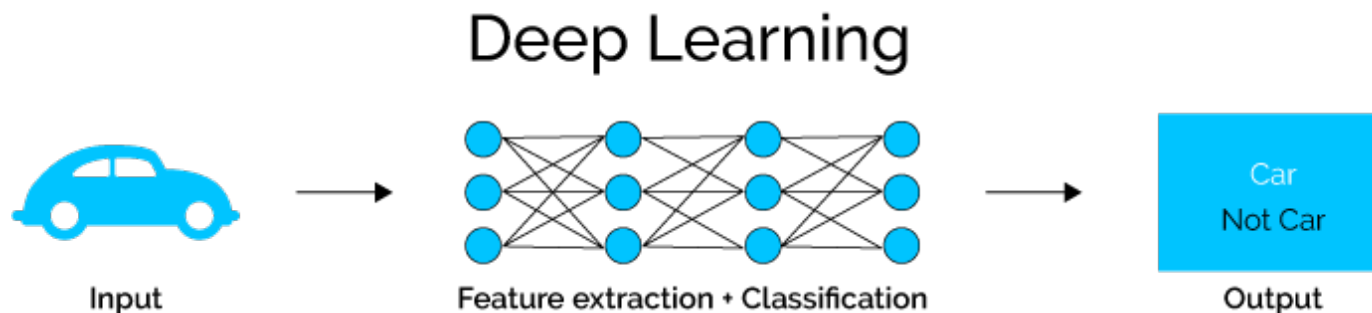 Deep Learning
Car
Not Car
Input
Feature extraction + Classification
Output